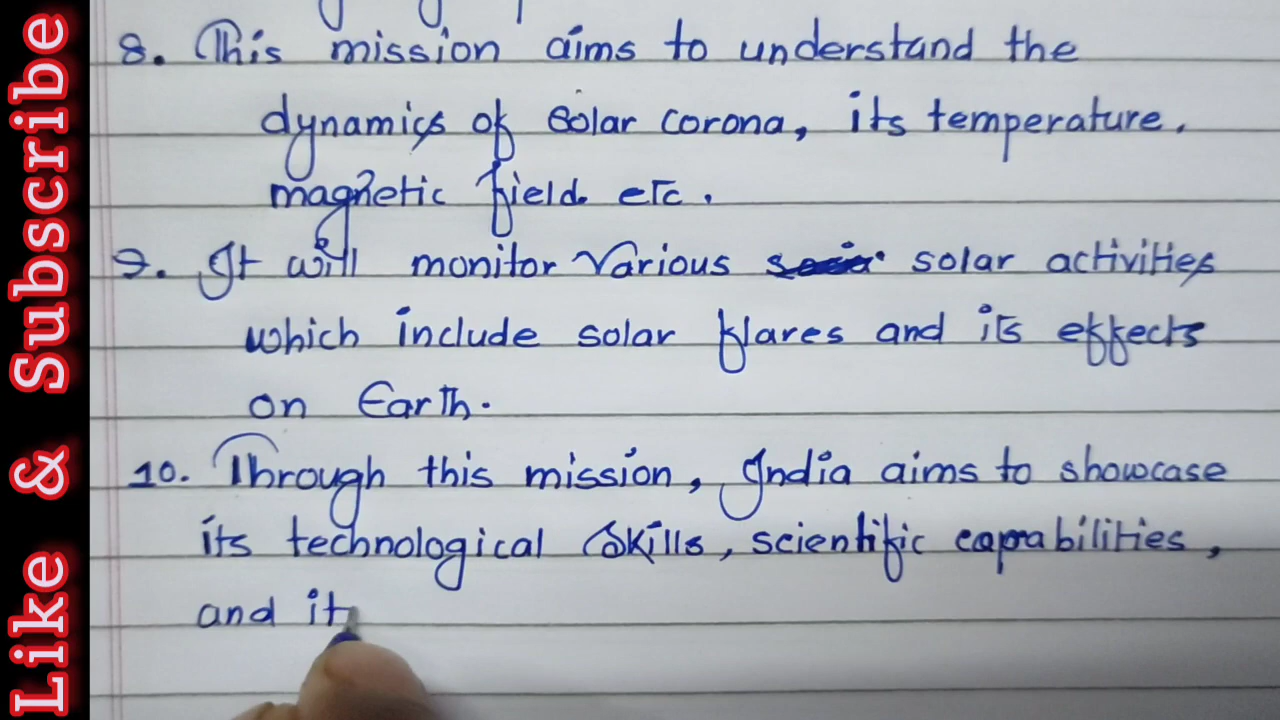 Like & Subscribe
8. This mission aims to understand the
dynamics of solar corona, its temperature.
magnetic field. etc.
9. It will monitor various solar activities
which include solar flares and its effects
on Earth.
10. Through this mission, India aims to showcase
its technological skills, scientific capabilities,
and it